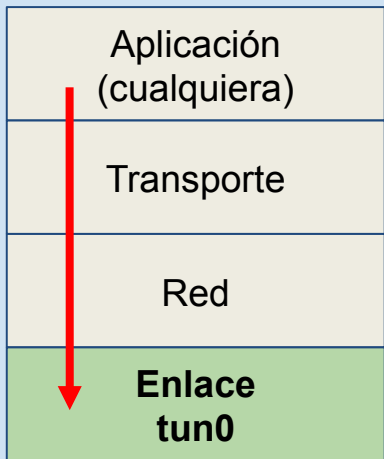 Aplicación
(cualquiera)
Transporte
Red
Enlace
tun0